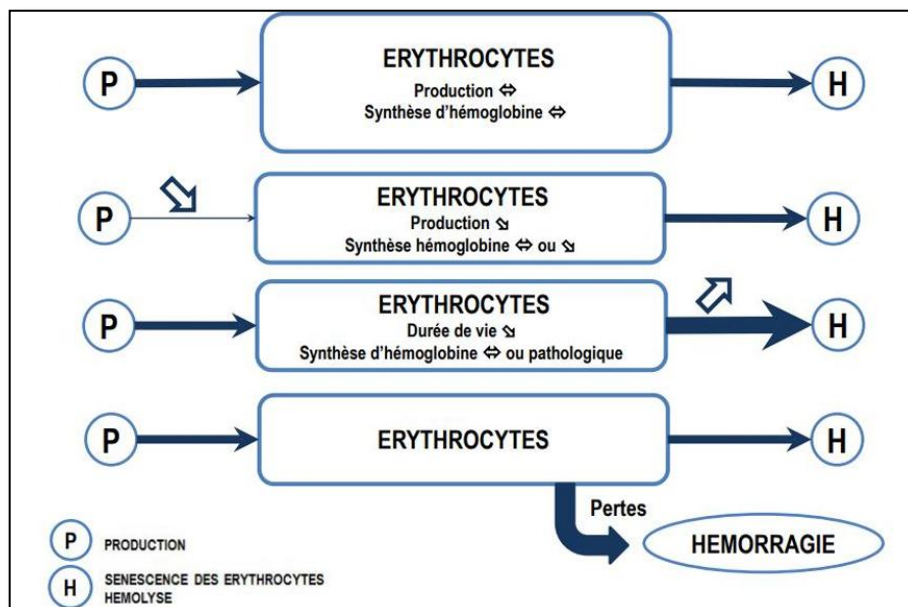 ERYTHROCYTES
Production ⇔
Synthèse d'hémoglobine ⇔
P
H
ERYTHROCYTES
Production ⇘
Synthèse hémoglobine ⇔ ou ⇘
P
H
ERYTHROCYTES
Durée de vie ⇘
Synthèse d'hémoglobine ⇔ ou pathologique
P
H
ERYTHROCYTES
P
H
Pertes
HEMORRAGIE
P PRODUCTION
H SENESCENCE DES ERYTHROCYTES
HEMOLYSE